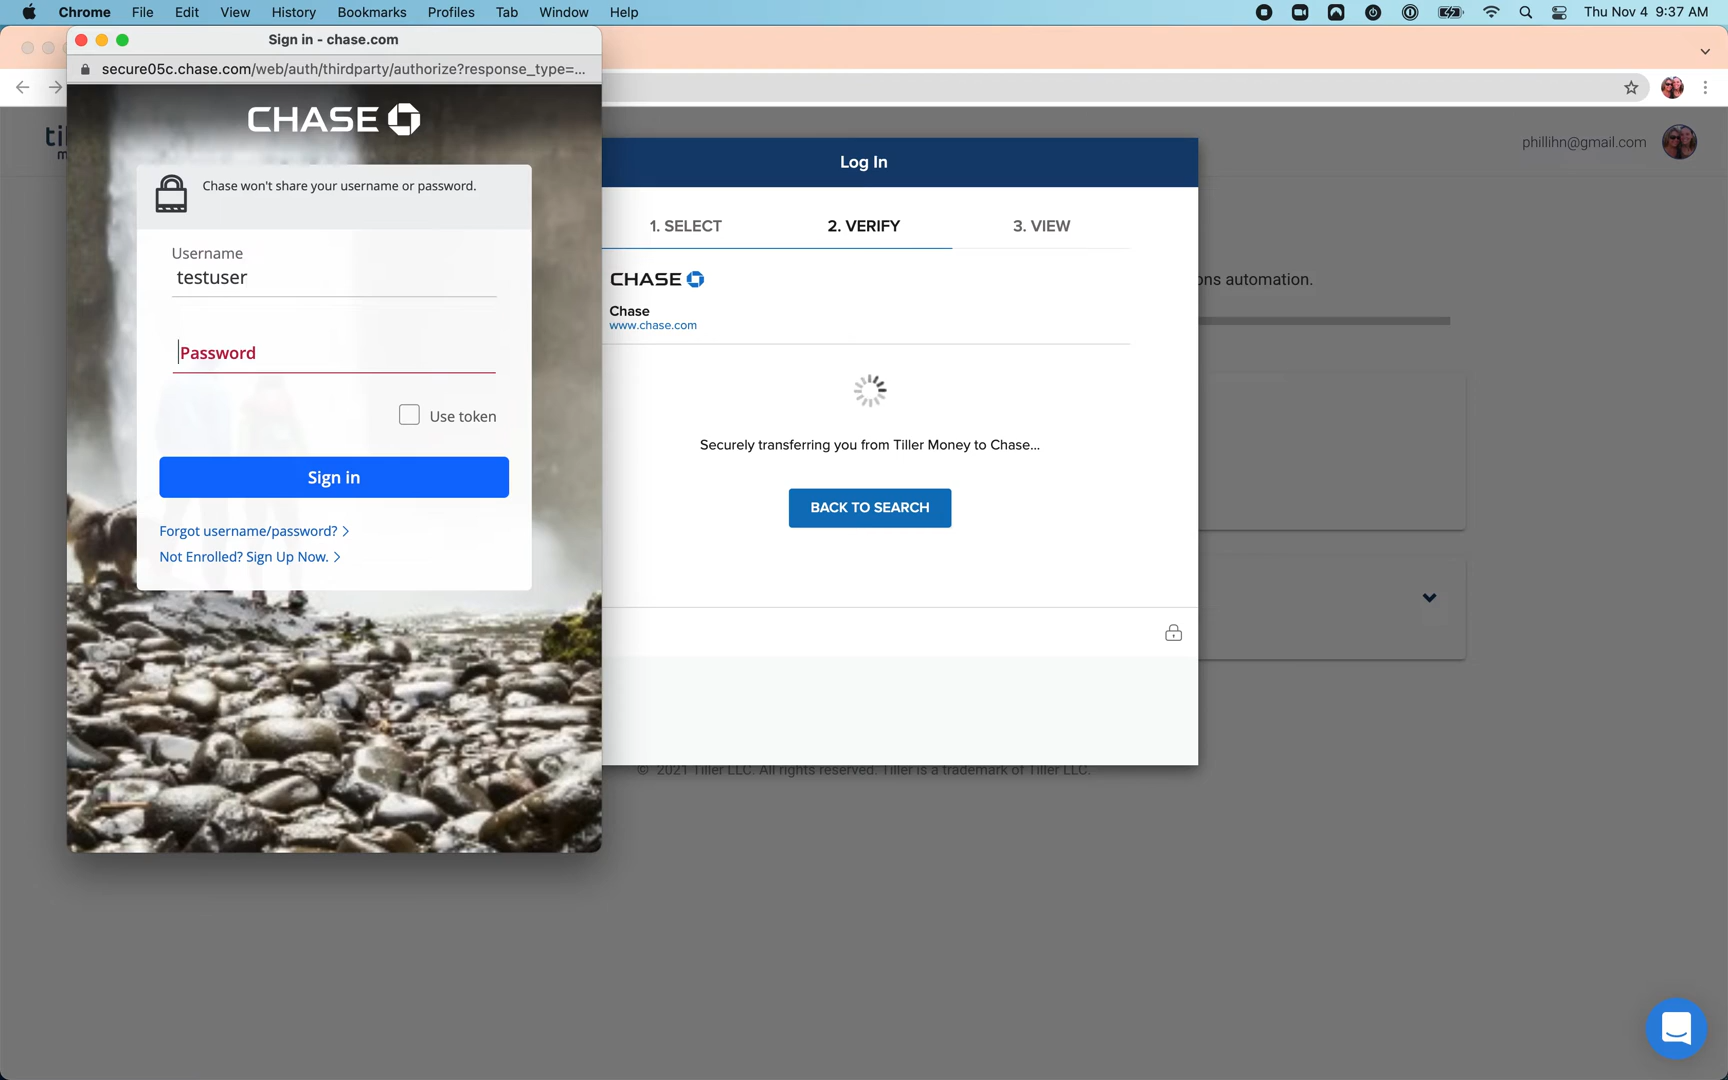 Chrome File Edit View History Bookmarks Profiles Tab Window Help Thu Nov 4 9:37 AM
Sign in - chase.com
secure05c.chase.com/web/auth/thirdparty/authorize?response_type=...
CHASE
Chase won't share your username or password.
Username
testuser
Password
Use token
Sign in
Forgot username/password?
Not Enrolled? Sign Up Now.
Log In
1. SELECT 2. VERIFY 3. VIEW
CHASE
Chase
www.chase.com
Securely transferring you from Tiller Money to Chase...
BACK TO SEARCH
phillihn@gmail.com
ons automation.
© 2021 Tiller LLC. All rights reserved. Tiller is a trademark of Tiller LLC.